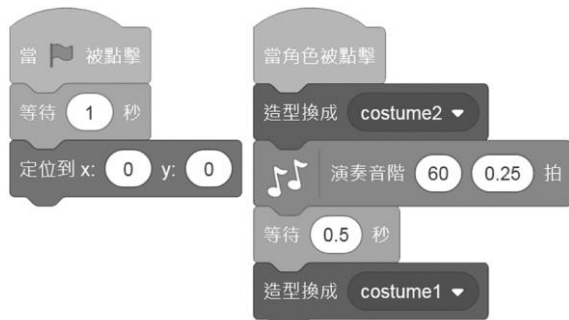 當 被點擊
等待 1 秒
定位到 x: 0 y: 0
當角色被點擊
造型換成 costume2
演奏音階 60 0.25 拍
等待 0.5 秒
造型換成 costume1